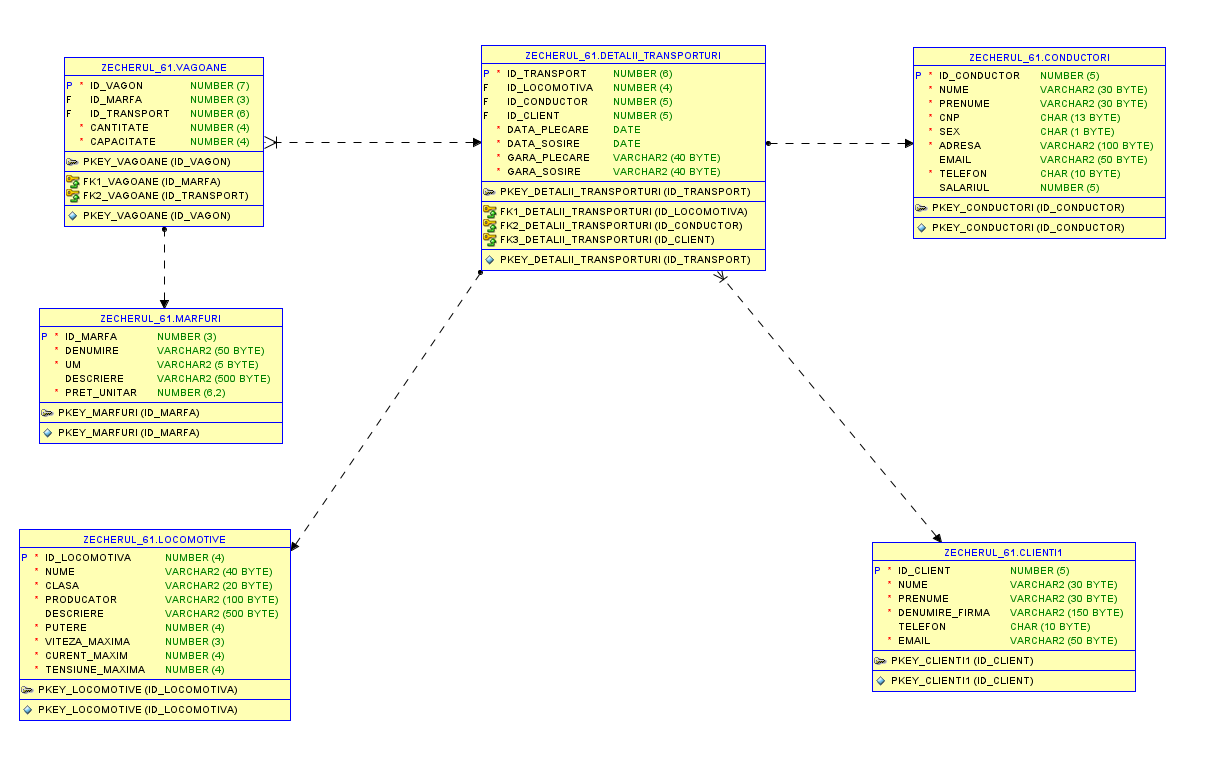 ZECHERUL_61.VAGOANE
P * ID_VAGON NUMBER (7)
F ID_MARFA NUMBER (3)
F ID_TRANSPORT NUMBER (6)
* CANTITATE NUMBER (4)
* CAPACITATE NUMBER (4)
PKEY_VAGOANE (ID_VAGON)
FK1_VAGOANE (ID_MARFA)
FK2_VAGOANE (ID_TRANSPORT)
PKEY_VAGOANE (ID_VAGON)
ZECHERUL_61.DETALII_TRANSPORTURI
P * ID_TRANSPORT NUMBER (6)
F ID_LOCOMOTIVA NUMBER (4)
F ID_CONDUCTOR NUMBER (5)
F ID_CLIENT NUMBER (5)
* DATA_PLECARE DATE
* DATA_SOSIRE DATE
* GARA_PLECARE VARCHAR2 (40 BYTE)
* GARA_SOSIRE VARCHAR2 (40 BYTE)
PKEY_DETALII_TRANSPORTURI (ID_TRANSPORT)
FK1_DETALII_TRANSPORTURI (ID_LOCOMOTIVA)
FK2_DETALII_TRANSPORTURI (ID_CONDUCTOR)
FK3_DETALII_TRANSPORTURI (ID_CLIENT)
PKEY_DETALII_TRANSPORTURI (ID_TRANSPORT)
ZECHERUL_61.CONDUCTORI
P * ID_CONDUCTOR NUMBER (5)
* NUME VARCHAR2 (30 BYTE)
* PRENUME VARCHAR2 (30 BYTE)
* CNP CHAR (13 BYTE)
* SEX CHAR (1 BYTE)
* ADRESA VARCHAR2 (100 BYTE)
EMAIL VARCHAR2 (50 BYTE)
* TELEFON CHAR (10 BYTE)
SALARIUL NUMBER (5)
PKEY_CONDUCTORI (ID_CONDUCTOR)
PKEY_CONDUCTORI (ID_CONDUCTOR)
ZECHERUL_61.MARFURI
P * ID_MARFA NUMBER (3)
* DENUMIRE VARCHAR2 (50 BYTE)
* UM VARCHAR2 (5 BYTE)
DESCRIERE VARCHAR2 (500 BYTE)
* PRET_UNITAR NUMBER (6,2)
PKEY_MARFURI (ID_MARFA)
PKEY_MARFURI (ID_MARFA)
ZECHERUL_61.LOCOMOTIVE
P * ID_LOCOMOTIVA NUMBER (4)
* NUME VARCHAR2 (40 BYTE)
* CLASA VARCHAR2 (20 BYTE)
* PRODUCATOR VARCHAR2 (100 BYTE)
DESCRIERE VARCHAR2 (500 BYTE)
* PUTERE NUMBER (4)
* VITEZA_MAXIMA NUMBER (3)
* CURENT_MAXIM NUMBER (4)
* TENSIUNE_MAXIMA NUMBER (4)
PKEY_LOCOMOTIVE (ID_LOCOMOTIVA)
PKEY_LOCOMOTIVE (ID_LOCOMOTIVA)
ZECHERUL_61.CLIENTI1
P * ID_CLIENT NUMBER (5)
* NUME VARCHAR2 (30 BYTE)
* PRENUME VARCHAR2 (30 BYTE)
* DENUMIRE_FIRMA VARCHAR2 (150 BYTE)
TELEFON CHAR (10 BYTE)
* EMAIL VARCHAR2 (50 BYTE)
PKEY_CLIENTI1 (ID_CLIENT)
PKEY_CLIENTI1 (ID_CLIENT)